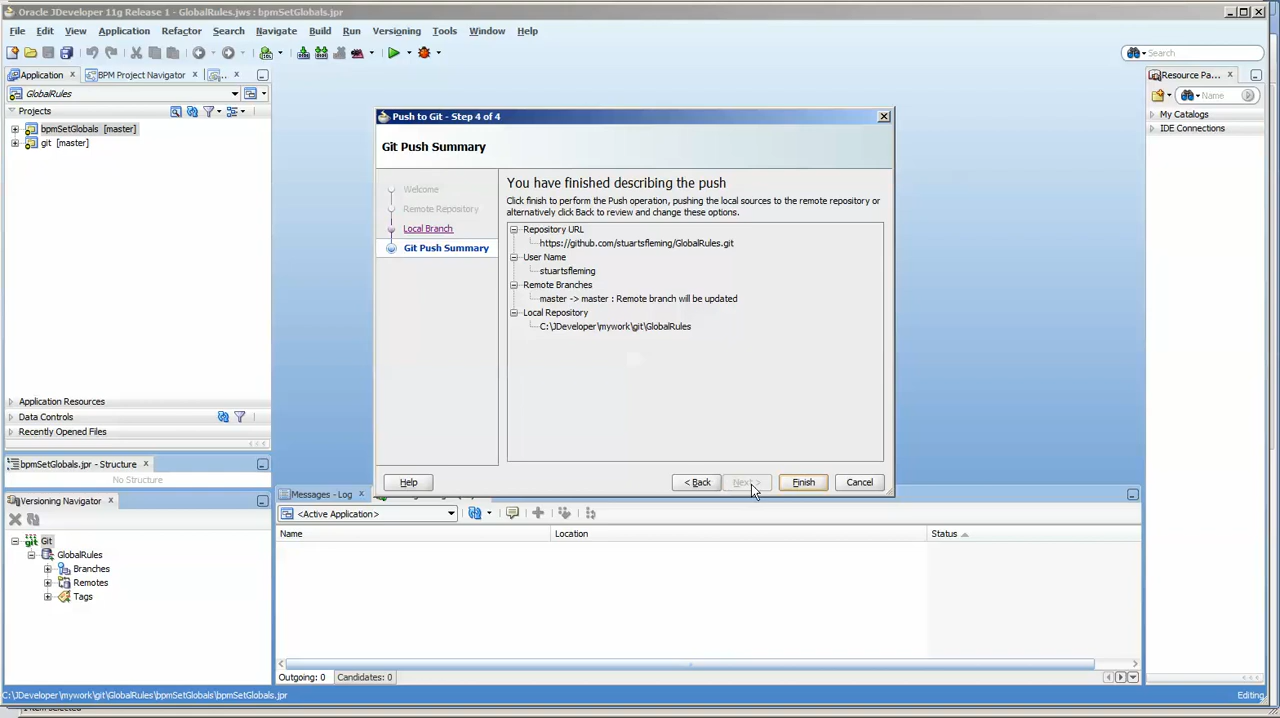 Oracle JDeveloper 11g Release 1 - GlobalRules.jws : bpmSetGlobals.jpr
File Edit View Application Refactor Search Navigate Build Run Versioning Tools Window Help
Search
Application BPM Project Navigator
GlobalRules
Projects
bpmSetGlobals [master]
git [master]
Application Resources
Data Controls
Recently Opened Files
bpmSetGlobals.jpr - Structure
No Structure
Versioning Navigator
Git
GlobalRules
Branches
Remotes
Tags
Push to Git - Step 4 of 4
Git Push Summary
Welcome
Remote Repository
Local Branch
Git Push Summary
You have finished describing the push
Click finish to perform the Push operation, pushing the local sources to the remote repository or
alternatively click Back to review and change these options.
Repository URL
https://github.com/stuartsfleming/GlobalRules.git
User Name
stuartsfleming
Remote Branches
master -> master : Remote branch will be updated
Local Repository
C:\JDeveloper\mywork\git\GlobalRules
Help < Back Next > Finish Cancel
Messages - Log
<Active Application>
Name Location Status
Outgoing: 0 Candidates: 0
Resource Pa...
Name
My Catalogs
IDE Connections
C:\JDeveloper\mywork\git\GlobalRules\bpmSetGlobals\bpmSetGlobals.jpr
Editing